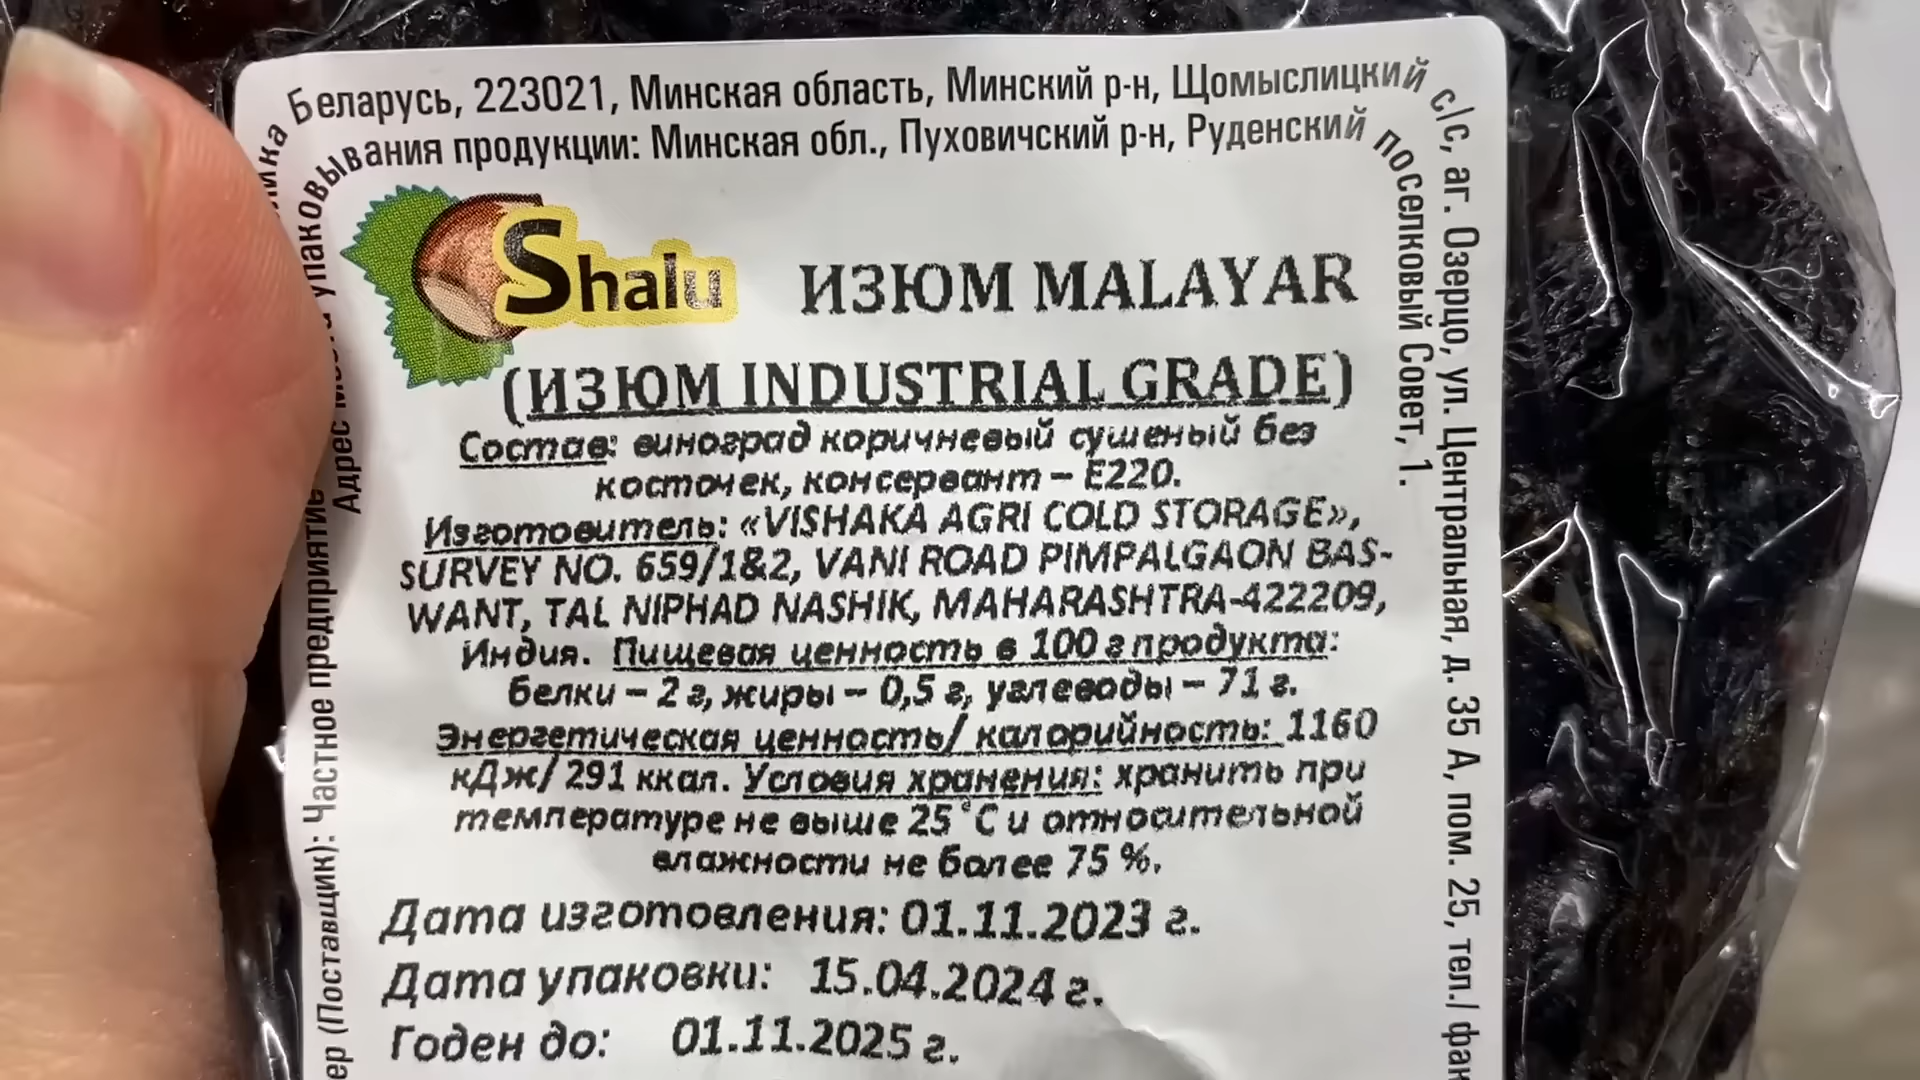 Беларусь, 223021, Минская область, Минский р-н, Щомыслицкий с/с, аг. Озерцо, ул. Центральная, д. 35 А, пом. 25, тел./
Адрес упаковывания продукции: Минская обл., Пуховичский р-н, Руденский поселковый Совет, 1.
Частное предприятие
(Поставщик):
Shalu
ИЗЮМ MALAYAR
(ИЗЮМ INDUSTRIAL GRADE)
Состав: виноград коричневый сушеный без
косточек, консервант – Е220.
Изготовитель: «VISHAKA AGRI COLD STORAGE»,
SURVEY NO. 659/1&2, VANI ROAD PIMPALGAON BAS-
WANT, TAL NIPHAD NASHIK, MAHARASHTRA-422209,
Индия. Пищевая ценность в 100 г продукта:
белки – 2 г, жиры – 0,5 г, углеводы – 71 г.
Энергетическая ценность/ калорийность: 1160
кДж/ 291 ккал. Условия хранения: хранить при
температуре не выше 25˚С и относительной
влажности не более 75 %.
Дата изготовления: 01.11.2023 г.
Дата упаковки: 15.04.2024 г.
Годен до: 01.11.2025 г.